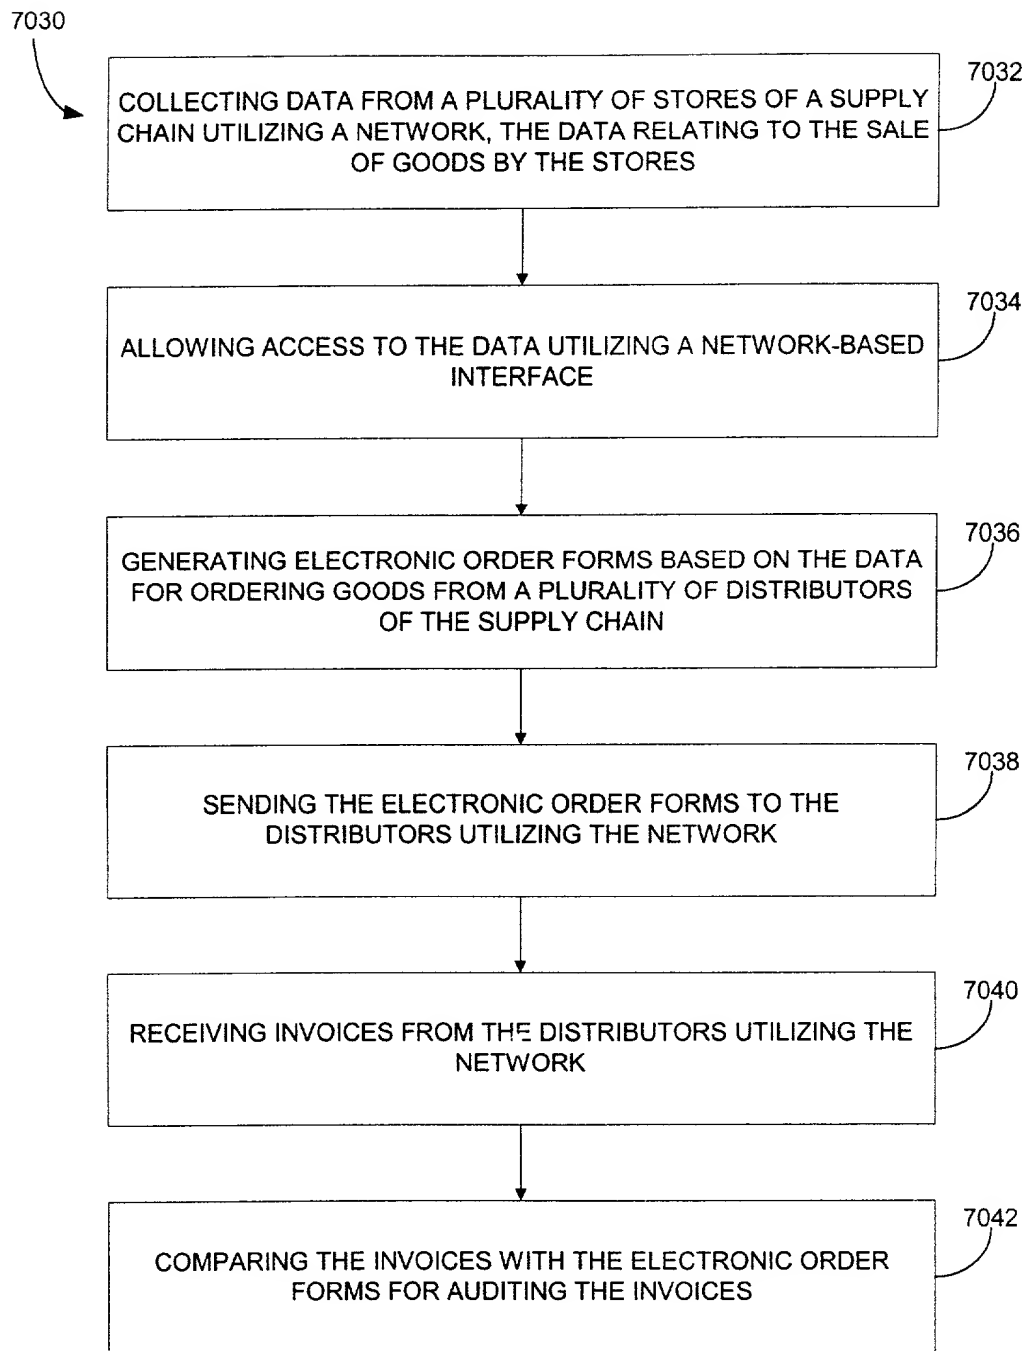 7030
7032
COLLECTING DATA FROM A PLURALITY OF STORES OF A SUPPLY
CHAIN UTILIZING A NETWORK, THE DATA RELATING TO THE SALE
OF GOODS BY THE STORES
7034
ALLOWING ACCESS TO THE DATA UTILIZING A NETWORK-BASED
INTERFACE
7036
GENERATING ELECTRONIC ORDER FORMS BASED ON THE DATA
FOR ORDERING GOODS FROM A PLURALITY OF DISTRIBUTORS
OF THE SUPPLY CHAIN
7038
SENDING THE ELECTRONIC ORDER FORMS TO THE
DISTRIBUTORS UTILIZING THE NETWORK
7040
RECEIVING INVOICES FROM THE DISTRIBUTORS UTILIZING THE
NETWORK
7042
COMPARING THE INVOICES WITH THE ELECTRONIC ORDER
FORMS FOR AUDITING THE INVOICES